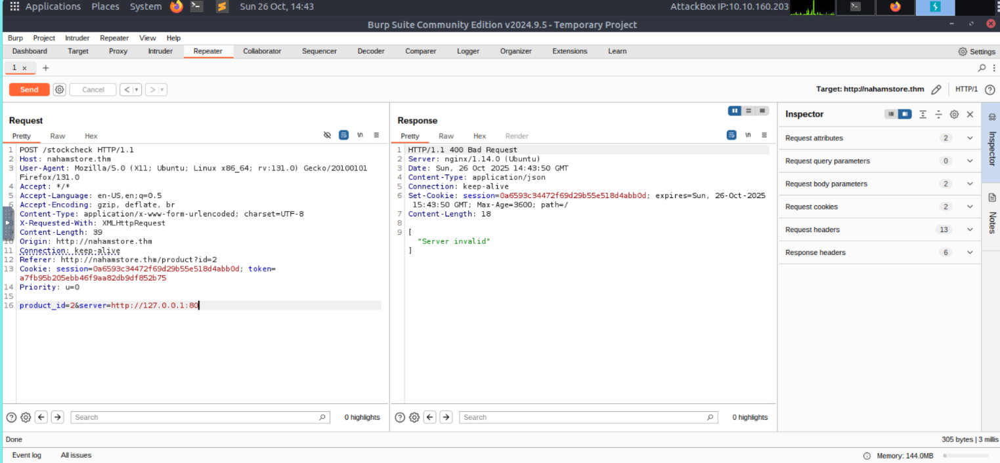 Applications Places System Sun 26 Oct, 14:43 AttackBox IP:10.10.160.203
Burp Suite Community Edition v2024.9.5 - Temporary Project
Burp Project Intruder Repeater View Help
Dashboard Target Proxy Intruder Repeater Collaborator Sequencer Decoder Comparer Logger Organizer Extensions Learn Settings
1 x +
Send Cancel < > Target: http://nahamstore.thm HTTP/1
Request
Pretty Raw Hex \n
1 POST /stockcheck HTTP/1.1
2 Host: nahamstore.thm
3 User-Agent: Mozilla/5.0 (X11; Ubuntu; Linux x86_64; rv:131.0) Gecko/20100101
Firefox/131.0
4 Accept: */*
5 Accept-Language: en-US,en;q=0.5
6 Accept-Encoding: gzip, deflate, br
Content-Type: application/x-www-form-urlencoded; charset=UTF-8
X-Requested-With: XMLHttpRequest
Content-Length: 39
10 Origin: http://nahamstore.thm
11 Connection: keep-alive
12 Referer: http://nahamstore.thm/product?id=2
13 Cookie: session=0a6593c34472f69d29b55e518d4abb0d; token=
a7fb95b205ebb46f9aa82db9df852b75
14 Priority: u=0
15
16 product_id=2&server=http://127.0.0.1:80
Search 0 highlights
Response
Pretty Raw Hex Render \n
1 HTTP/1.1 400 Bad Request
2 Server: nginx/1.14.0 (Ubuntu)
3 Date: Sun, 26 Oct 2025 14:43:50 GMT
4 Content-Type: application/json
5 Connection: keep-alive
6 Set-Cookie: session=0a6593c34472f69d29b55e518d4abb0d; expires=Sun, 26-Oct-2025
15:43:50 GMT; Max-Age=3600; path=/
7 Content-Length: 18
8
9 [
"Server invalid"
]
Search 0 highlights
Inspector
Request attributes 2
Request query parameters 0
Request body parameters 2
Request cookies 2
Request headers 13
Response headers 6
Inspector
Notes
Done 305 bytes | 3 millis
Event log All issues Memory: 144.0MB